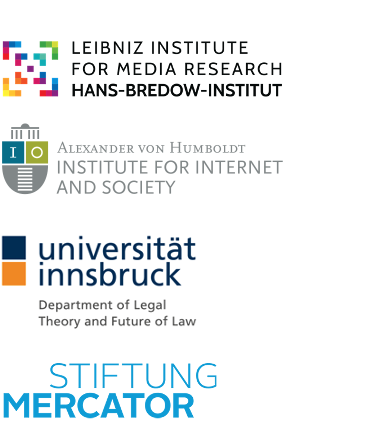 LEIBNIZ INSTITUTE
FOR MEDIA RESEARCH
HANS-BREDOW-INSTITUT
I O
ALEXANDER VON HUMBOLDT
INSTITUTE FOR INTERNET
AND SOCIETY
universität
innsbruck
Department of Legal
Theory and Future of Law
STIFTUNG
MERCATOR